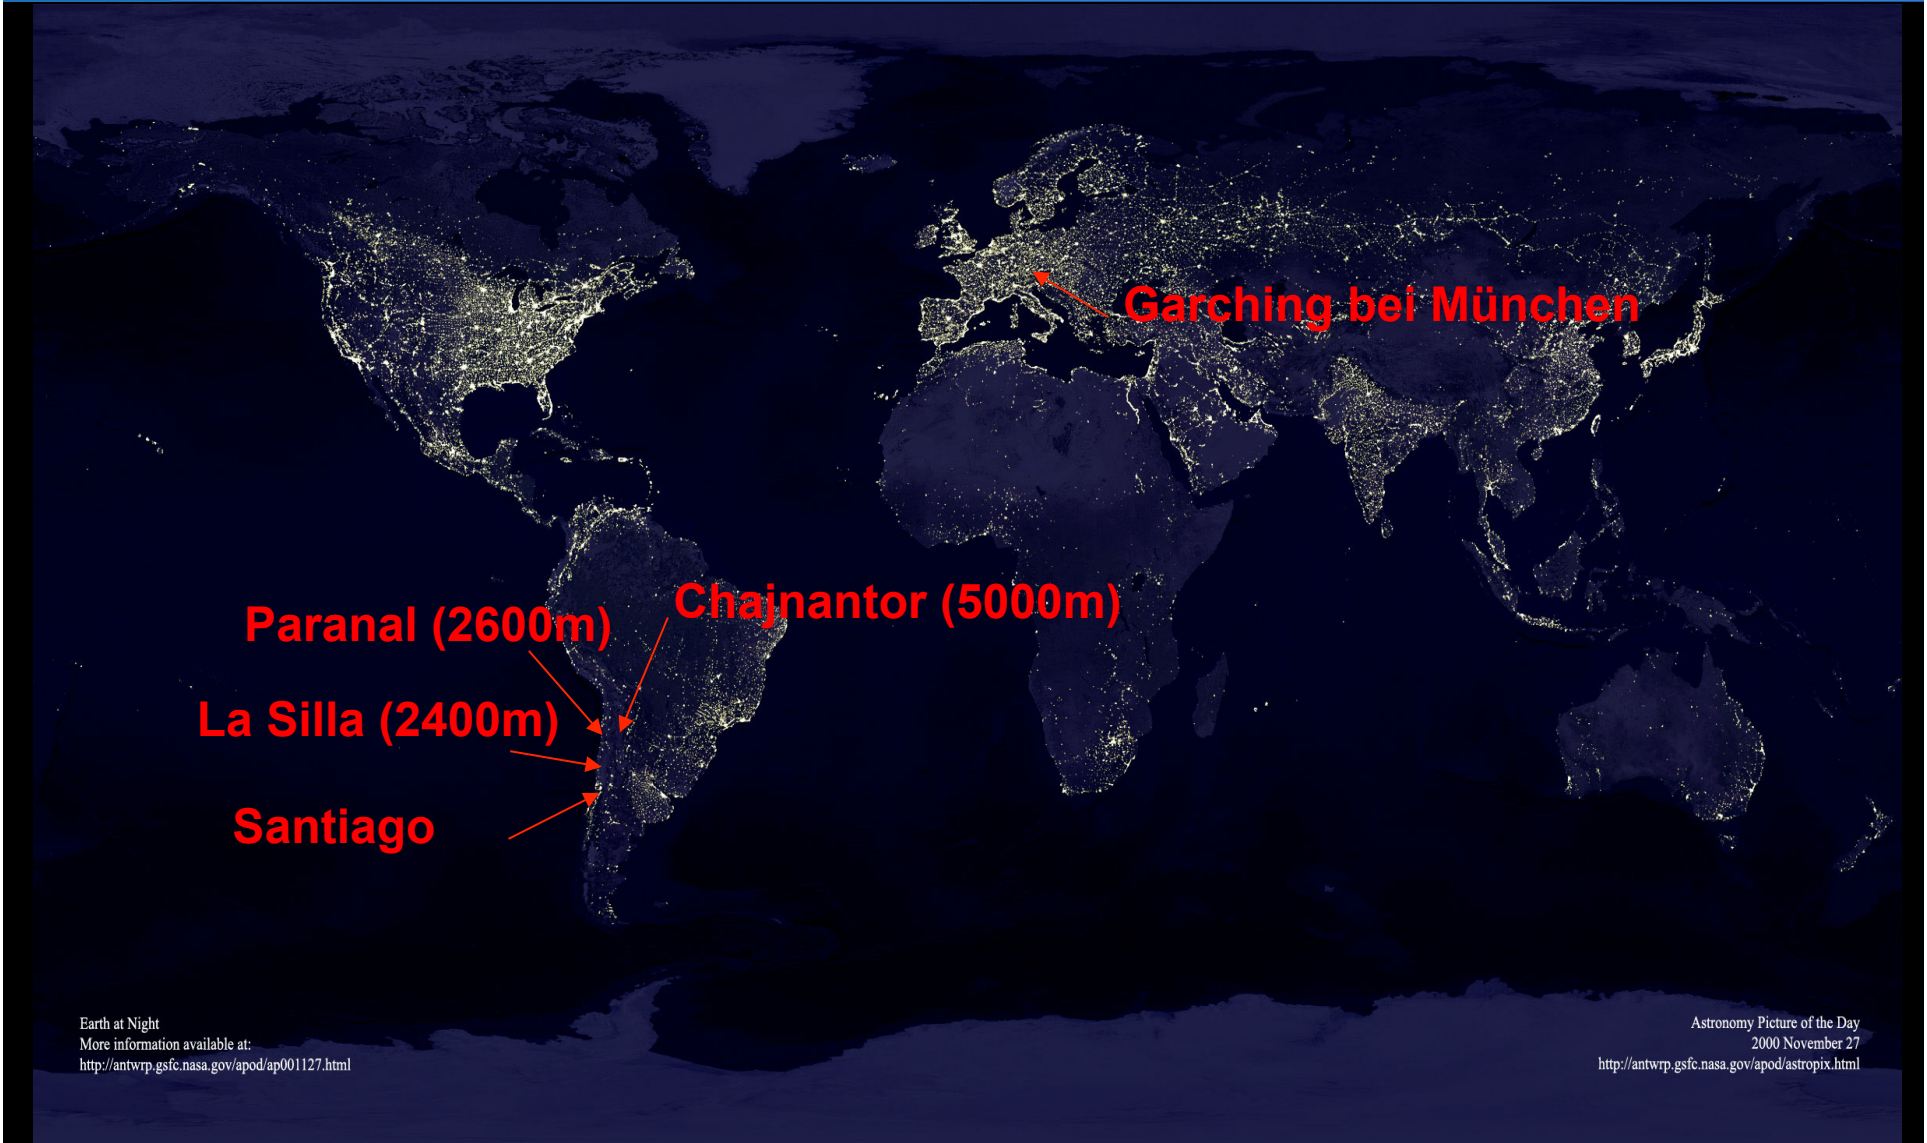 Garching bei München
Chajnantor (5000m)
Paranal (2600m)
La Silla (2400m)
Santiago
Earth at Night
More information available at:
http://antwrp.gsfc.nasa.gov/apod/ap001127.html
Astronomy Picture of the Day
2000 November 27
http://antwrp.gsfc.nasa.gov/apod/astropix.html